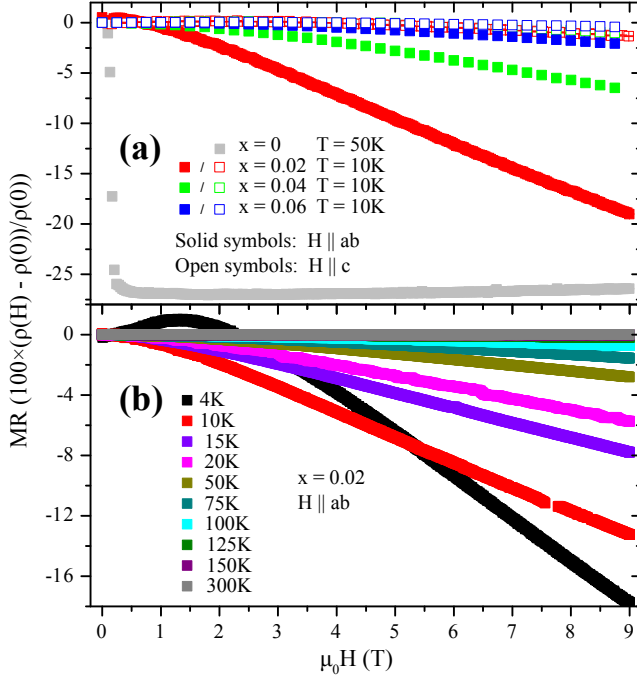 MR (100×(ρ(H) - ρ(0))/ρ(0))
0
-5
-10
-15
-20
-25
(a)
x = 0 T = 50K
/ x = 0.02 T = 10K
/ x = 0.04 T = 10K
/ x = 0.06 T = 10K
Solid symbols: H || ab
Open symbols: H || c
0
-4
-8
-12
-16
(b)
4K
10K
15K
20K
50K
75K
100K
125K
150K
300K
x = 0.02
H || ab
0 1 2 3 4 5 6 7 8 9
μ₀H (T)